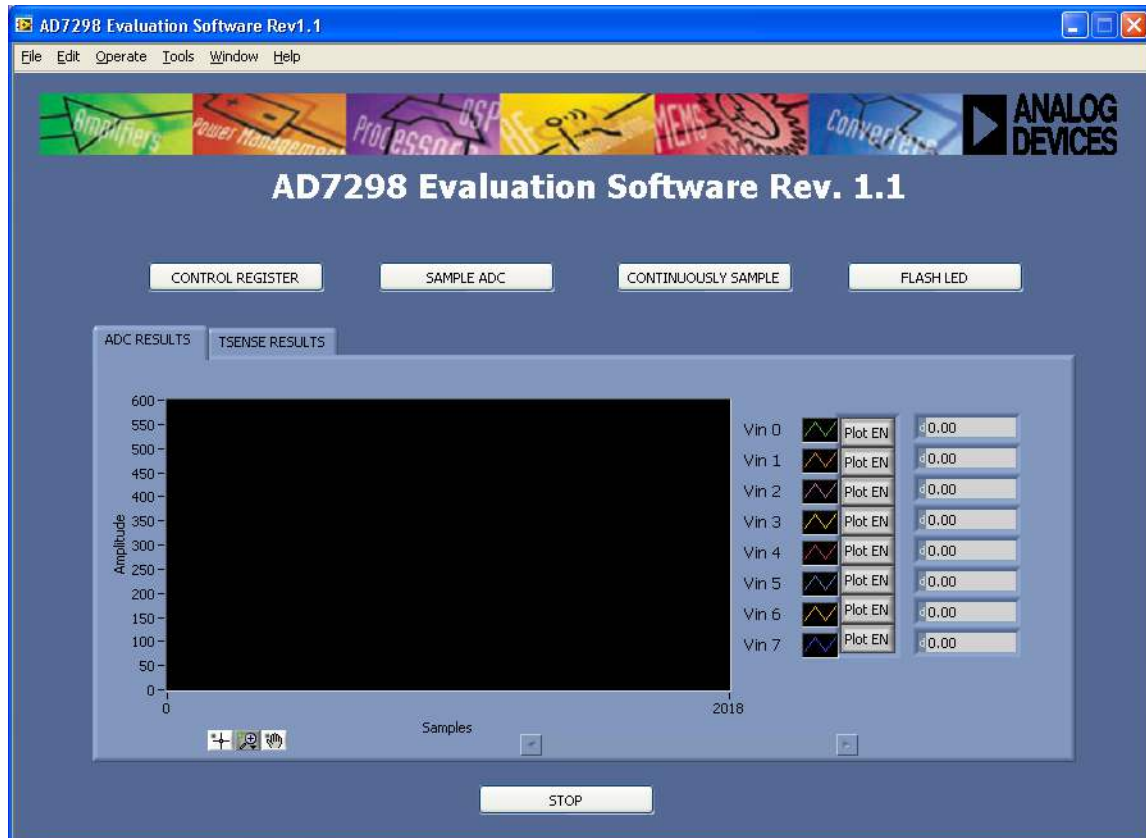 AD7298 Evaluation Software Rev1.1
File Edit Operate Tools Window Help
Amplifiers Power Management Processors DSP RF MEMS Converters ANALOG
DEVICES
AD7298 Evaluation Software Rev. 1.1
CONTROL REGISTER SAMPLE ADC CONTINUOUSLY SAMPLE FLASH LED
ADC RESULTS TSENSE RESULTS
Amplitude
600
550
500
450
400
350
300
250
200
150
100
50
0
0 2018
Samples
Vin 0 Plot EN d 0.00
Vin 1 Plot EN d 0.00
Vin 2 Plot EN d 0.00
Vin 3 Plot EN d 0.00
Vin 4 Plot EN d 0.00
Vin 5 Plot EN d 0.00
Vin 6 Plot EN d 0.00
Vin 7 Plot EN d 0.00
STOP